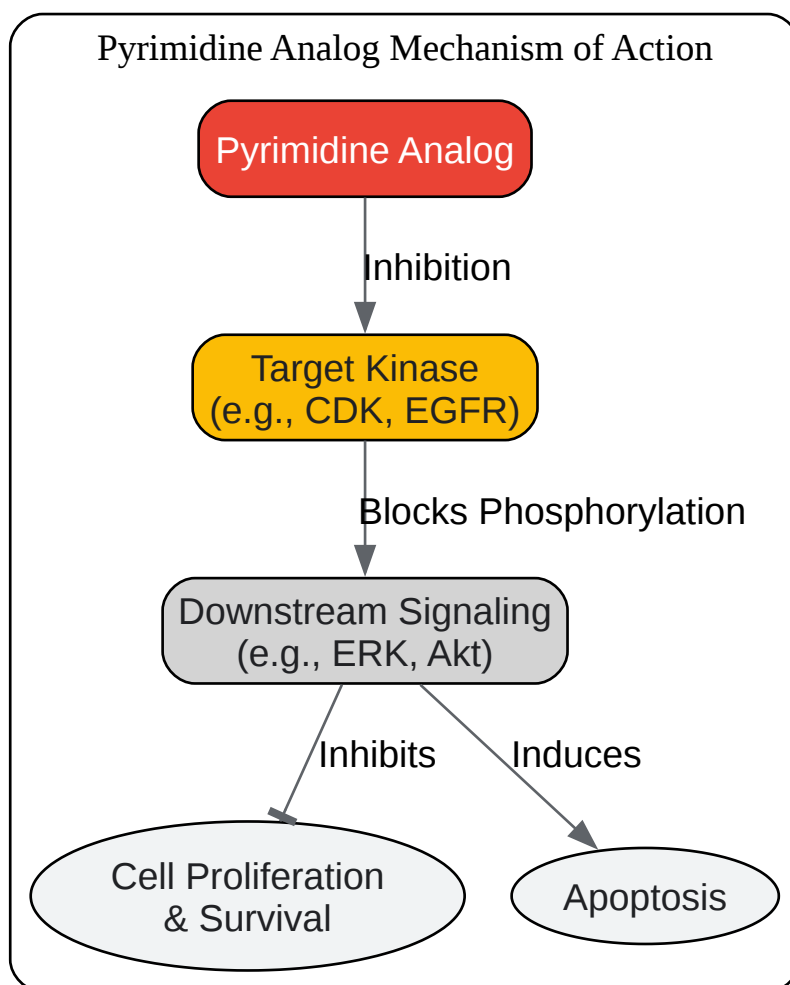 Pyrimidine Analog Mechanism of Action
Pyrimidine Analog
Inhibition
Target Kinase
(e.g., CDK, EGFR)
Blocks Phosphorylation
Downstream Signaling
(e.g., ERK, Akt)
Inhibits
Induces
Cell Proliferation
& Survival
Apoptosis